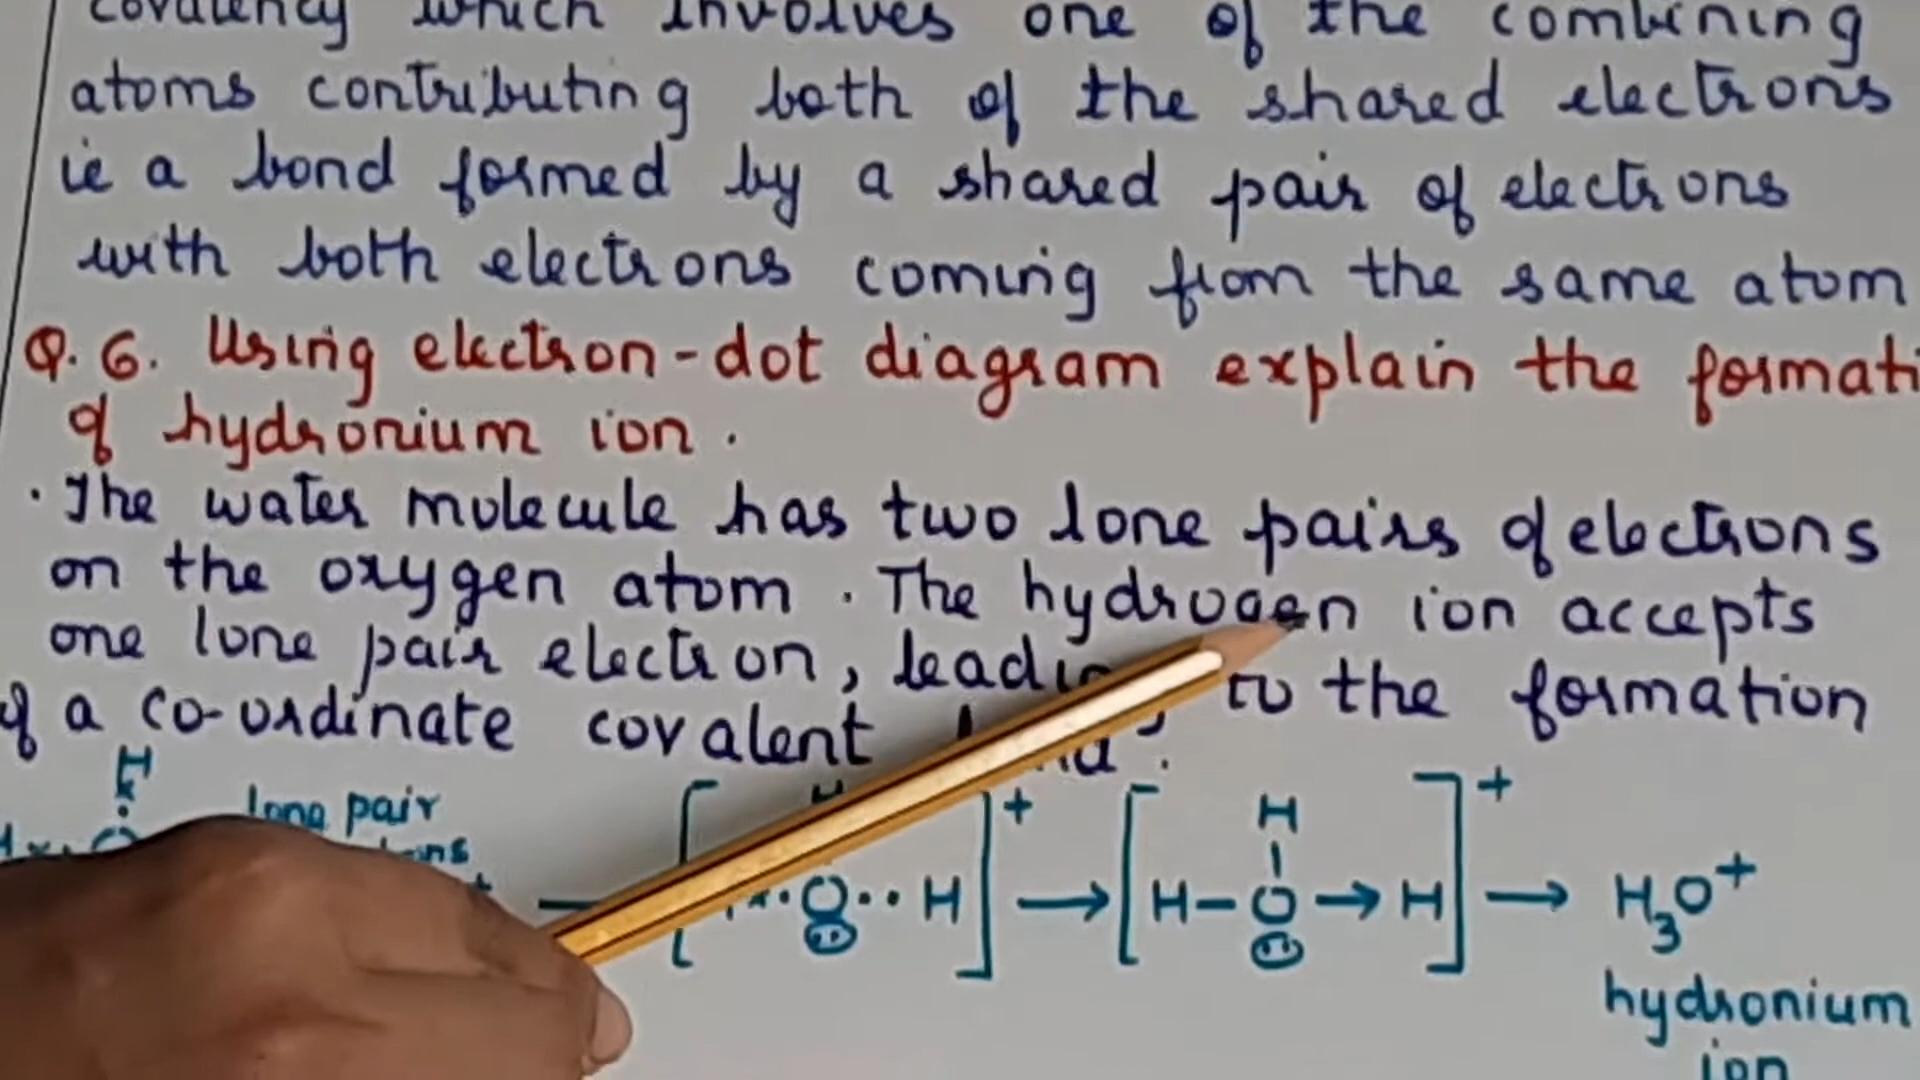 covalency which involves one of the combining
atoms contributing both of the shared electrons
ie a bond formed by a shared pair of electrons
with both electrons coming from the same atom
Q.6. Using electron-dot diagram explain the formati
of hydronium ion.
· The water molecule has two lone pairs of electrons
on the oxygen atom. The hydrogen ion accepts
one lone pair electron, leading to the formation
of a co-ordinate covalent bond.
H
lone pair
[ H O·· H ]+ → [ H–O→H ]+ → H3O+
H
hydronium
ion